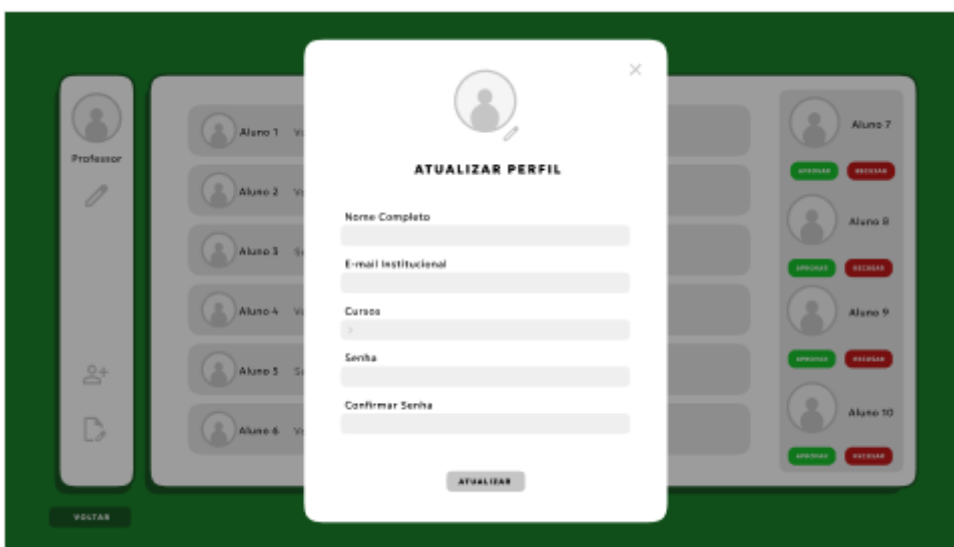 Professor
VOLTAR
Aluno 1
Aluno 2
Aluno 3
Aluno 4
Aluno 5
Aluno 6
ATUALIZAR PERFIL
Nome Completo
E-mail Institucional
Cursos
Senha
Confirmar Senha
ATUALIZAR
Aluno 7
APROVAR RECUSAR
Aluno 8
APROVAR RECUSAR
Aluno 9
APROVAR RECUSAR
Aluno 10
APROVAR RECUSAR